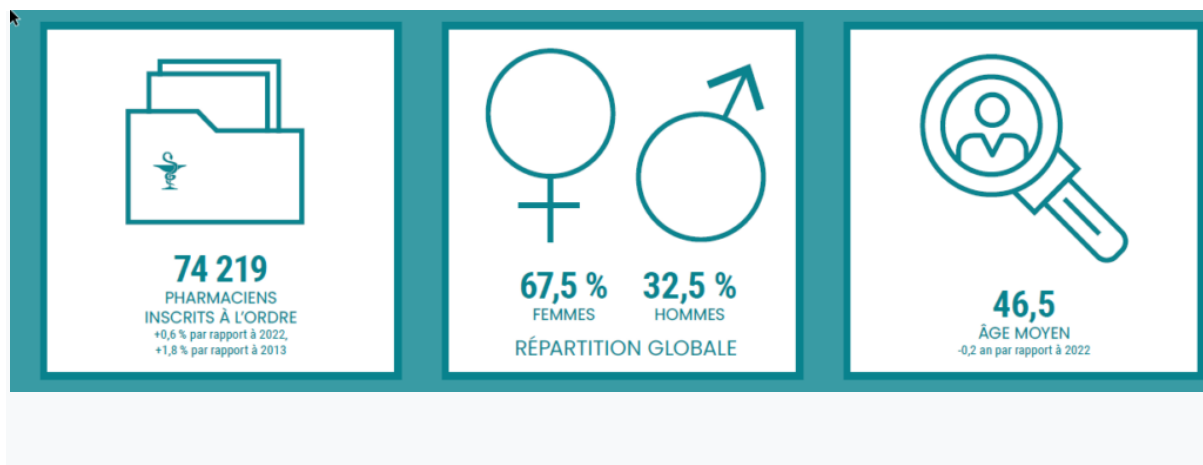 74 219
PHARMACIENS
INSCRITS À L'ORDRE
+0,6 % par rapport à 2022,
+1,8 % par rapport à 2013
67,5 %
FEMMES
32,5 %
HOMMES
RÉPARTITION GLOBALE
46,5
ÂGE MOYEN
-0,2 an par rapport à 2022